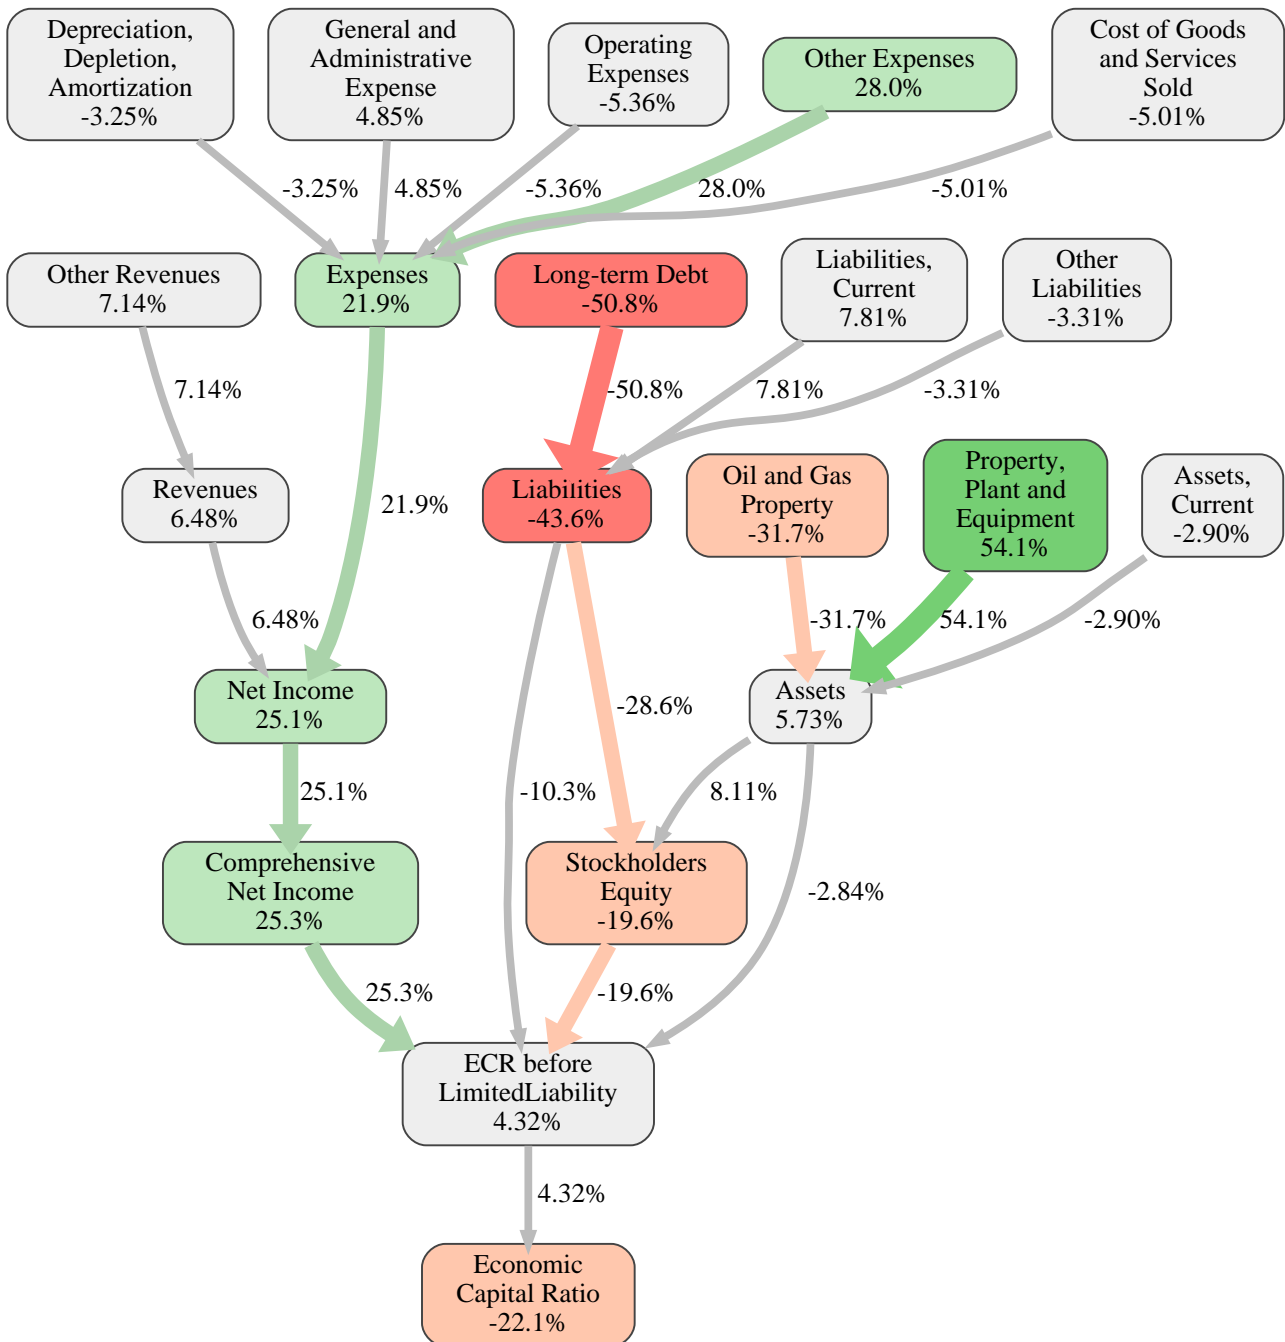 Depreciation,
Depletion,
Amortization
-3.25%
General and
Administrative
Expense
4.85%
Operating
Expenses
-5.36%
Other Expenses
28.0%
Cost of Goods
and Services
Sold
-5.01%
-3.25%
4.85%
-5.36%
28.0%
-5.01%
Other Revenues
7.14%
Expenses
21.9%
Long-term Debt
-50.8%
Liabilities,
Current
7.81%
Other
Liabilities
-3.31%
7.14%
-50.8%
7.81%
-3.31%
Revenues
6.48%
21.9%
Liabilities
-43.6%
Oil and Gas
Property
-31.7%
Property,
Plant and
Equipment
54.1%
Assets,
Current
-2.90%
6.48%
-31.7%
54.1%
-2.90%
Net Income
25.1%
-28.6%
Assets
5.73%
25.1%
-10.3%
8.11%
Comprehensive
Net Income
25.3%
Stockholders
Equity
-19.6%
-2.84%
25.3%
-19.6%
ECR before
LimitedLiability
4.32%
4.32%
Economic
Capital Ratio
-22.1%